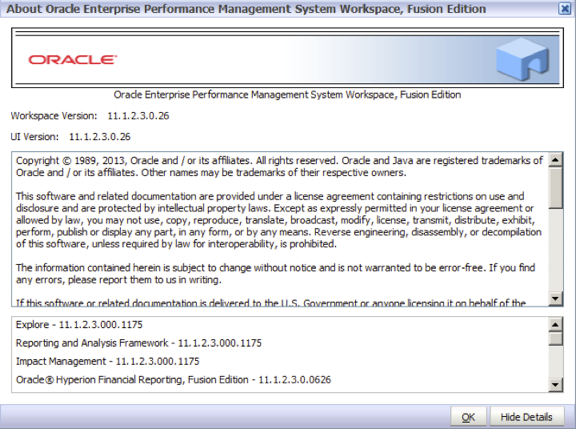 About Oracle Enterprise Performance Management System Workspace, Fusion Edition
ORACLE
Oracle Enterprise Performance Management System Workspace, Fusion Edition
Workspace Version: 11.1.2.3.0.26
UI Version: 11.1.2.3.0.26
Copyright © 1989, 2013, Oracle and / or its affiliates. All rights reserved. Oracle and Java are registered trademarks of
Oracle and / or its affiliates. Other names may be trademarks of their respective owners.
This software and related documentation are provided under a license agreement containing restrictions on use and
disclosure and are protected by intellectual property laws. Except as expressly permitted in your license agreement or
allowed by law, you may not use, copy, reproduce, translate, broadcast, modify, license, transmit, distribute, exhibit,
perform, publish or display any part, in any form, or by any means. Reverse engineering, disassembly, or decompilation
of this software, unless required by law for interoperability, is prohibited.
The information contained herein is subject to change without notice and is not warranted to be error-free. If you find
any errors, please report them to us in writing.
If this software or related documentation is delivered to the U.S. Government or anyone licensing it on behalf of the
Explore - 11.1.2.3.000.1175
Reporting and Analysis Framework - 11.1.2.3.000.1175
Impact Management - 11.1.2.3.000.1175
Oracle® Hyperion Financial Reporting, Fusion Edition - 11.1.2.3.0.0626
OK Hide Details